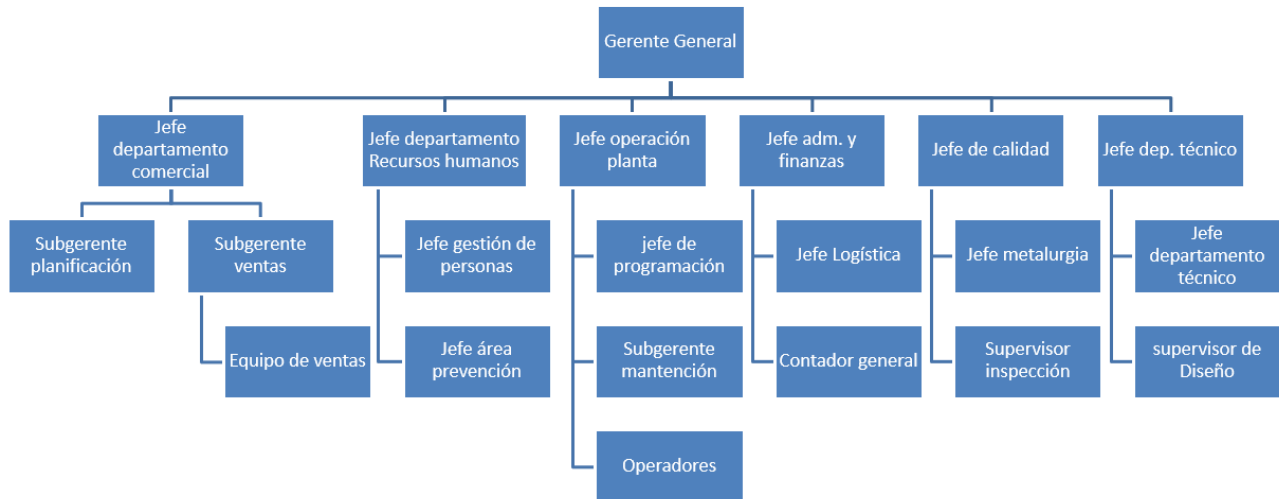 Gerente General
Jefe
departamento
comercial
Jefe departamento
Recursos humanos
Jefe operación
planta
Jefe adm. y
finanzas
Jefe de calidad
Jefe dep. técnico
Subgerente
planificación
Subgerente
ventas
Jefe gestión de
personas
jefe de
programación
Jefe Logística
Jefe metalurgia
Jefe
departamento
técnico
Equipo de ventas
Jefe área
prevención
Subgerente
mantención
Contador general
Supervisor
inspección
supervisor de
Diseño
Operadores